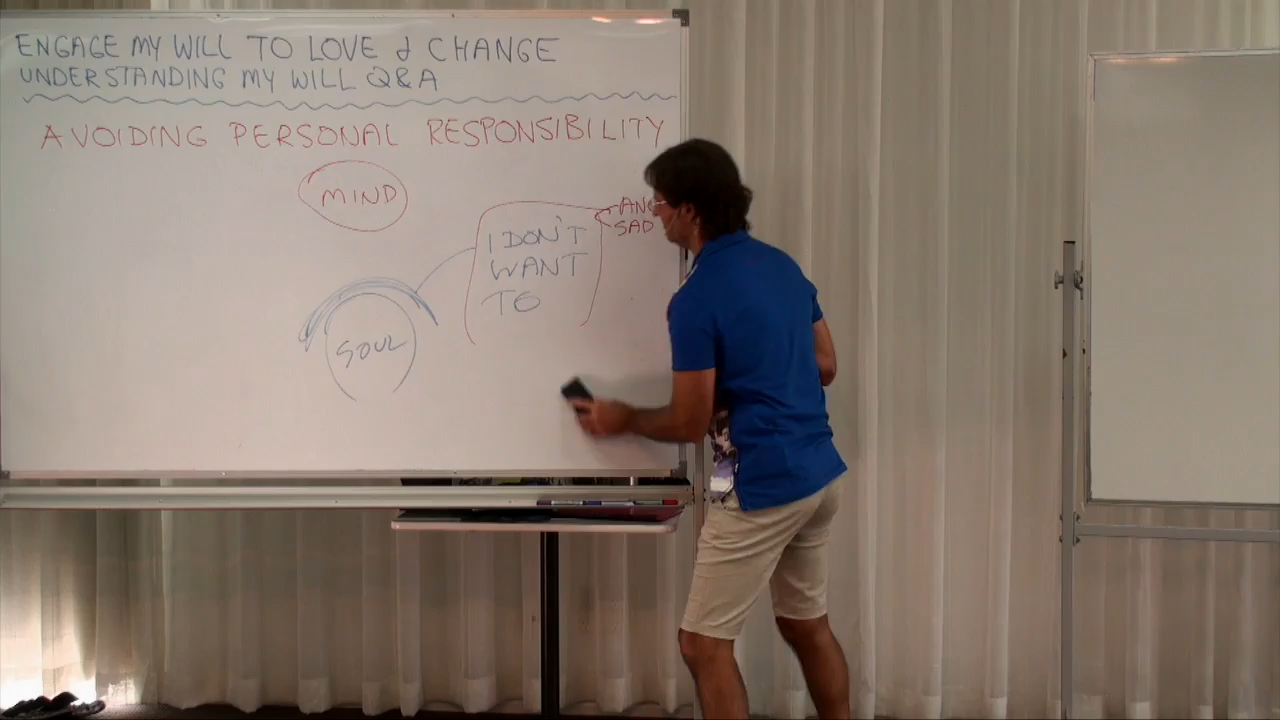 ENGAGE MY WILL TO LOVE & CHANGE
UNDERSTANDING MY WILL Q&A
AVOIDING PERSONAL RESPONSIBILITY
MIND
SAD
I DON'T
WANT
TO
SOUL